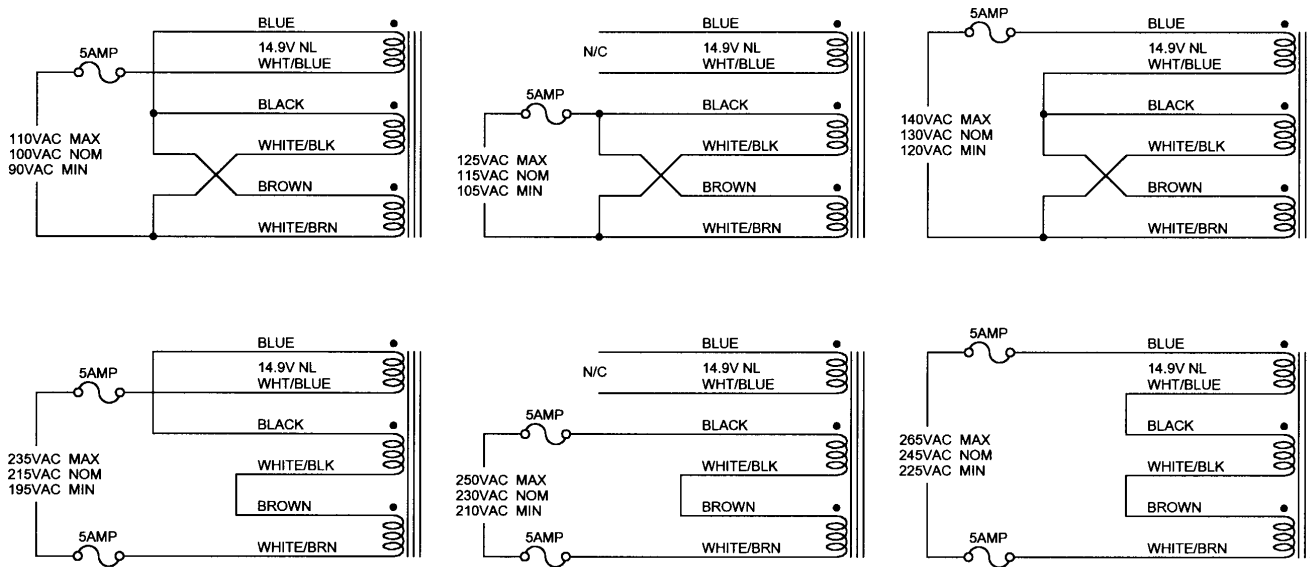 BLUE
5AMP
14.9V NL
WHT/BLUE
BLACK
110VAC MAX
100VAC NOM
90VAC MIN
WHITE/BLK
BROWN
WHITE/BRN
BLUE
N/C
14.9V NL
WHT/BLUE
5AMP
BLACK
125VAC MAX
115VAC NOM
105VAC MIN
WHITE/BLK
BROWN
WHITE/BRN
5AMP
BLUE
14.9V NL
WHT/BLUE
BLACK
140VAC MAX
130VAC NOM
120VAC MIN
WHITE/BLK
BROWN
WHITE/BRN
BLUE
5AMP
14.9V NL
WHT/BLUE
BLACK
235VAC MAX
215VAC NOM
195VAC MIN
WHITE/BLK
BROWN
5AMP
WHITE/BRN
BLUE
N/C
14.9V NL
WHT/BLUE
5AMP
BLACK
250VAC MAX
230VAC NOM
210VAC MIN
WHITE/BLK
BROWN
5AMP
WHITE/BRN
5AMP
BLUE
14.9V NL
WHT/BLUE
BLACK
265VAC MAX
245VAC NOM
225VAC MIN
WHITE/BLK
BROWN
5AMP
WHITE/BRN